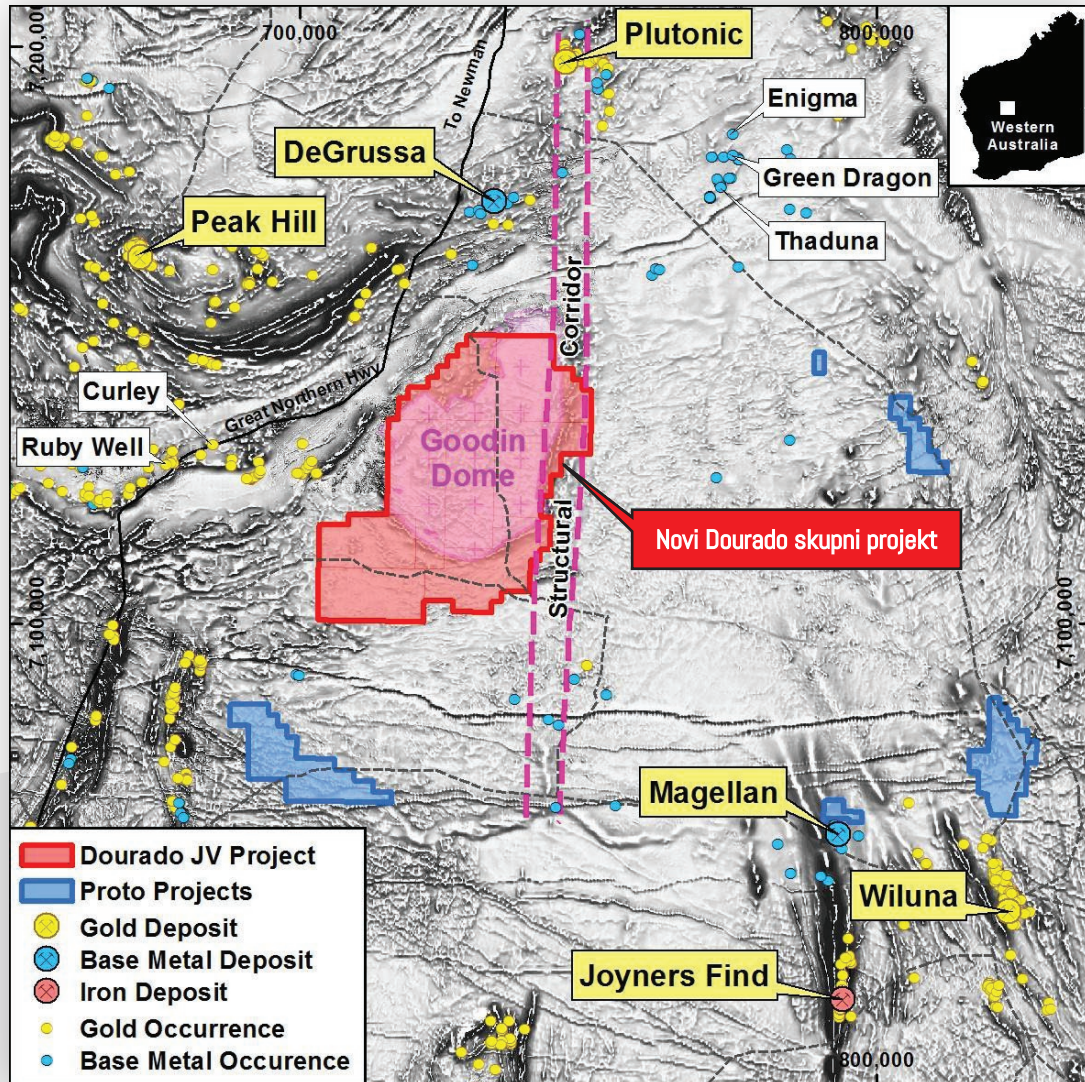 700,000
800,000
7,200,000
Plutonic
To Newman
Enigma
DeGrussa
Green Dragon
Peak Hill
Thaduna
Western
Australia
Corridor
Curley
Great Northern Hwy
Ruby Well
Goodin
Dome
Novi Dourado skupni projekt
Structural
7,100,000
7,100,000
Magellan
Wiluna
Joyners Find
Dourado JV Project
Proto Projects
Gold Deposit
Base Metal Deposit
Iron Deposit
Gold Occurrence
Base Metal Occurence
800,000